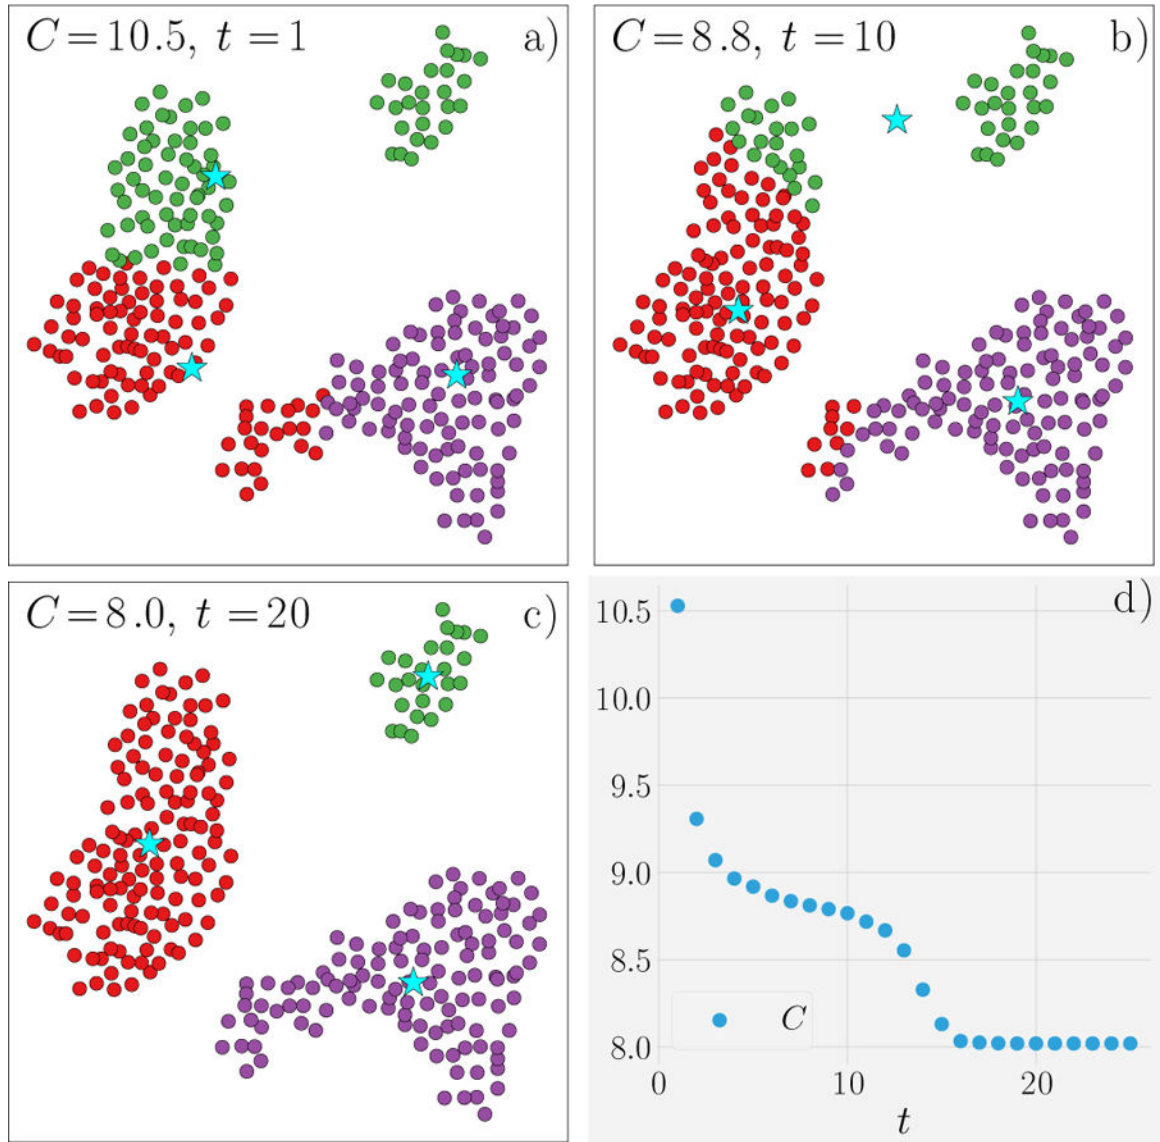 C = 10.5, t = 1
a)
C = 8.8, t = 10
b)
C = 8.0, t = 20
c)
d)
10.5
10.0
9.5
9.0
8.5
8.0
C
0
10
20
t